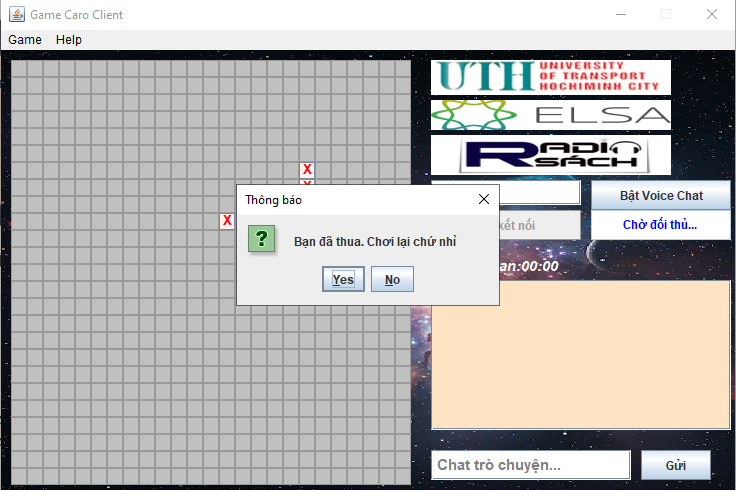 Game Caro Client
Game Help
UTH UNIVERSITY
OF TRANSPORT
HOCHIMINH CITY
ELSA
RADIO
SÁCH
X
X
X
Thông báo
Bạn đã thua. Chơi lại chứ nhỉ
Yes No
Bật Voice Chat
kết nối
Chờ đối thủ...
an:00:00
Chat trò chuyện...
Gửi